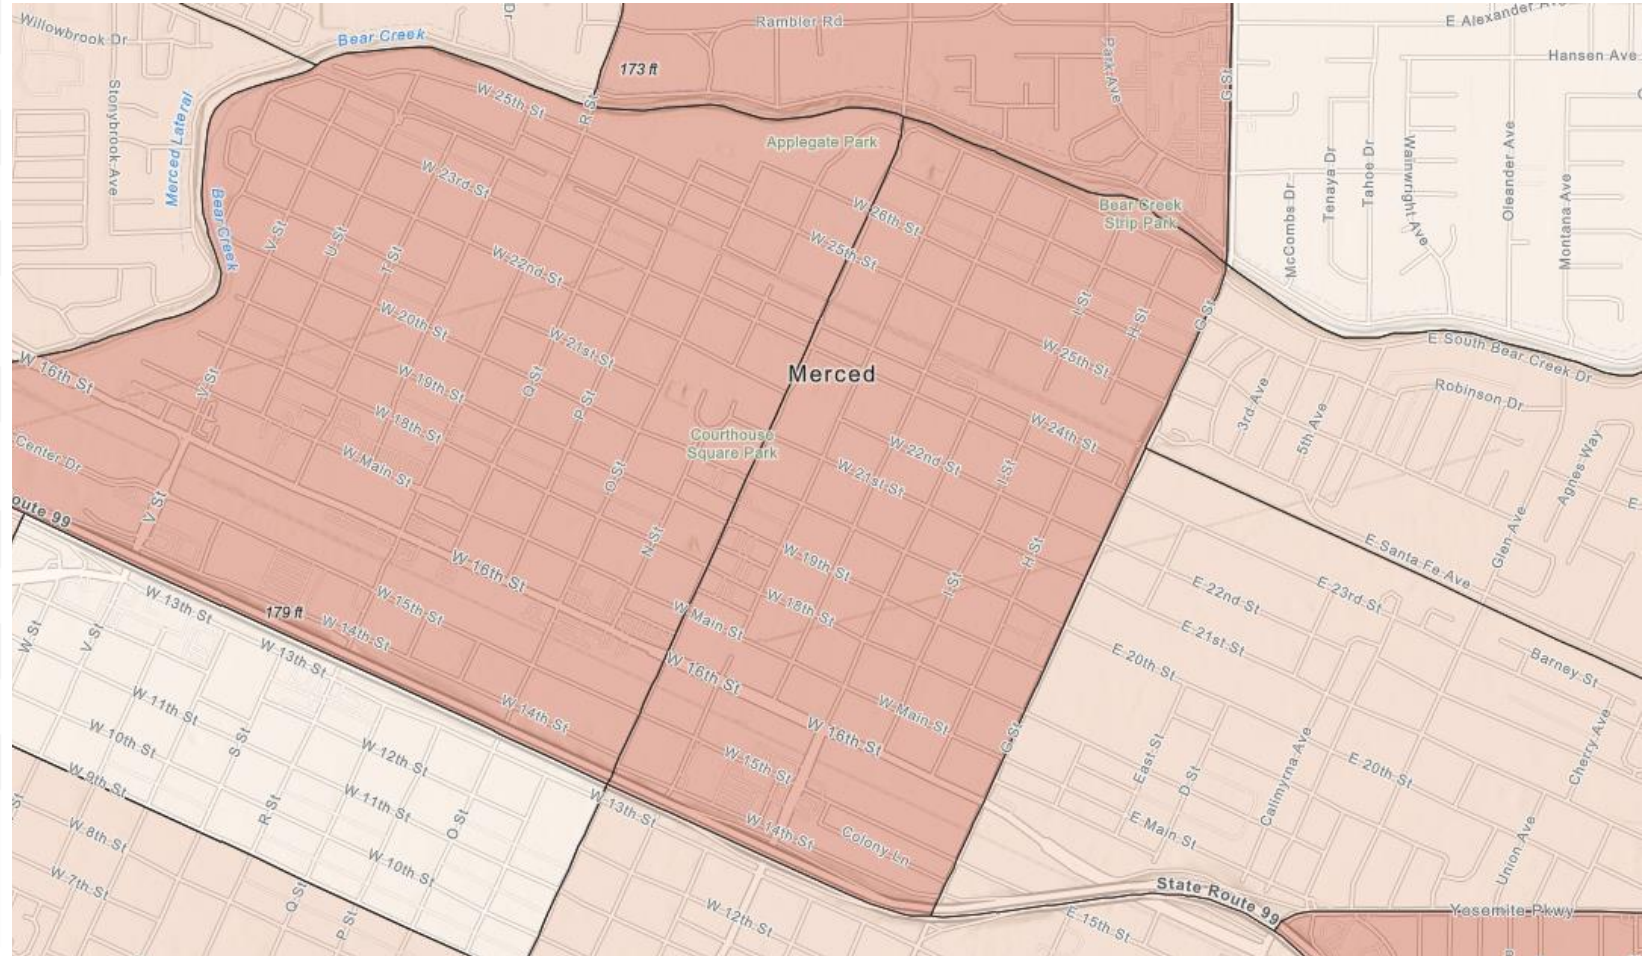 Willowbrook Dr
Bear Creek
Dr
Rambler Rd
E Alexander Ave
Hansen Ave
173 ft
Park Ave
G St
Stonybrook Ave
Merced Lateral
W 25th St
R St
Applegate Park
McCombs Dr
Tenaya Dr
Tahoe Dr
Wainwright Ave
Oleander Ave
Montana Ave
W 23rd St
Bear Creek
V St
U St
T St
W 26th St
W 25th St
Bear Creek
Strip Park
W 22nd St
I St
H St
G St
W 20th St
W 21st St
W 25th St
E South Bear Creek Dr
W 16th St
V St
W 19th St
Merced
Robinson Dr
P St
3rd Ave
5th Ave
W 18th St
Courthouse
Square Park
W 24th St
Center Dr
W Main St
W 22nd St
W 21st St
I St
Agnes Way
V St
oute 99
N St
W 16th St
W 19th St
H St
I St
Glen Ave
E Santa Fe Ave
W 13th St
179 ft
W 15th St
W 14th St
W 18th St
W Main St
E 22nd St
E 23rd St
E 21st St
W St
V St
W 13th St
W 16th St
E 20th St
Barney St
W 11th St
W 14th St
W Main St
W 10th St
S St
W 12th St
W 15th St
W 16th St
G St
East St
D St
Callmyrna Ave
E 20th St
Cherry Ave
W 9th St
R St
W 11th St
W 13th St
W 14th St
Colony Ln
E Main St
Union Ave
W 8th St
W 10th St
W 7th St
P St
W 12th St
State Route 99
E 15th St
Yosemite Pkwy